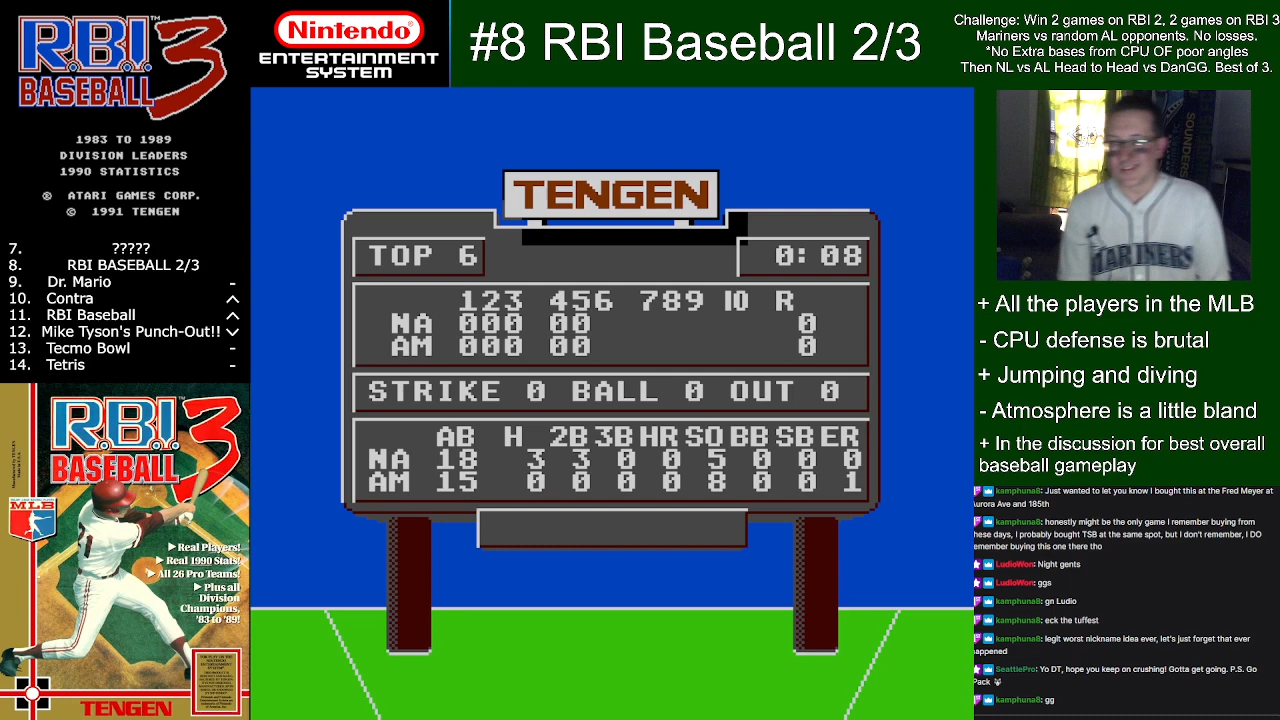 R.B.I. 3
BASEBALL
TM
1983 TO 1989
DIVISION LEADERS
1990 STATISTICS
© ATARI GAMES CORP.
© 1991 TENGEN
Nintendo®
ENTERTAINMENT
SYSTEM
#8 RBI Baseball 2/3
Challenge: Win 2 games on RBI 2, 2 games on RBI 3
Mariners vs random AL opponents. No losses.
*No Extra bases from CPU OF poor angles
Then NL vs AL Head to Head vs DanGG. Best of 3.
7. ?????
8. RBI BASEBALL 2/3
9. Dr. Mario -
10. Contra ^
11. RBI Baseball ^
12. Mike Tyson's Punch-Out!! v
13. Tecmo Bowl -
14. Tetris -
R.B.I. 3
BASEBALL
TM
MLB
▶ Real Players!
▶ Real 1990 Stats!
▶ All 26 Pro Teams!
▶ Plus all
Division
Champions,
'83 to '89!
TENGEN
TENGEN
TOP 6 0:08
123 456 789 10 R
NA 000 00 0
AM 000 00 0
STRIKE 0 BALL 0 OUT 0
AB H 2B 3B HR SO BB SB ER
NA 18 3 3 0 0 5 0 0 0
AM 15 0 0 0 0 8 0 0 1
SOUNDERS
MARINERS
+ All the players in the MLB
- CPU defense is brutal
+ Jumping and diving
- Atmosphere is a little bland
+ In the discussion for best overall
baseball gameplay
kamphuna8: Just wanted to let you know I bought this at the Fred Meyer at
urora Ave and 185th
kamphuna8: honestly might be the only game I remember buying from
hese days, I probably bought TSB at the same spot, but I don't remember, I DO
emember buying this one there tho
LudioWon: Night gents
LudioWon: ggs
kamphuna8: gn Ludio
kamphuna8: eck the tuffest
kamphuna8: legit worst nickname idea ever, let's just forget that ever
appened
SeattlePro: Yo DT, hope you keep on crushing! Gotta get going. P.S. Go
Pack
kamphuna8: gg